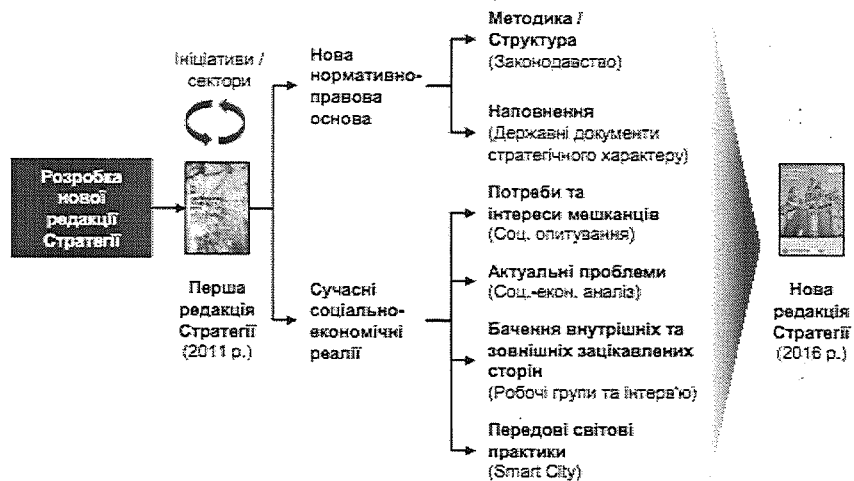 Ініціативи /
сектори
Розробка
нової
редакції
Стратегії
Перша
редакція
Стратегії
(2011 р.)
Нова
нормативно-
правова
основа
Сучасні
соціально-
економічні
реалії
Методика /
Структура
(Законодавство)
Наповнення
(Державні документи
стратегічного характеру)
Потреби та
інтереси мешканців
(Соц. опитування)
Актуальні проблеми
(Соц.-екон. аналіз)
Бачення внутрішніх та
зовнішніх зацікавлених
сторін
(Робочі групи та інтерв'ю)
Передові світові
практики
(Smart City)
Нова
редакція
Стратегії
(2016 р.)